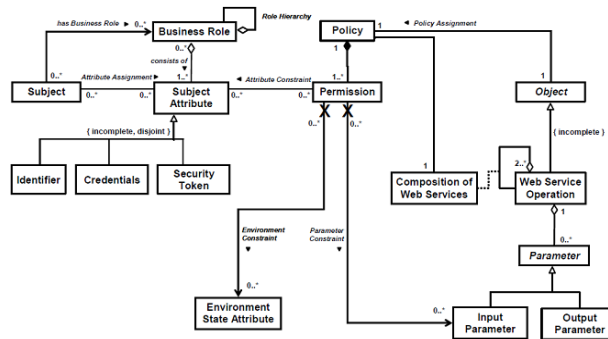 Role Hierarchy
has Business Role ►
0..*
Business Role
Policy
1
◄ Policy Assignment
0..*
consists of
▼
1
1
0..*
Attribute Assignment ►
1..*
◄ Attribute Constraint
1..*
Subject
Subject
Attribute
Permission
Object
0..*
0..*
0..*
0..*
0..*
0..*
{ incomplete, disjoint }
{ incomplete }
Identifier
Credentials
Security
Token
1
2..*
Composition of
Web Services
Web Service
Operation
1
Environment
Constraint
▼
Parameter
Constraint
▼
0..*
Parameter
0..*
0..*
Environment
State Attribute
Input
Parameter
Output
Parameter